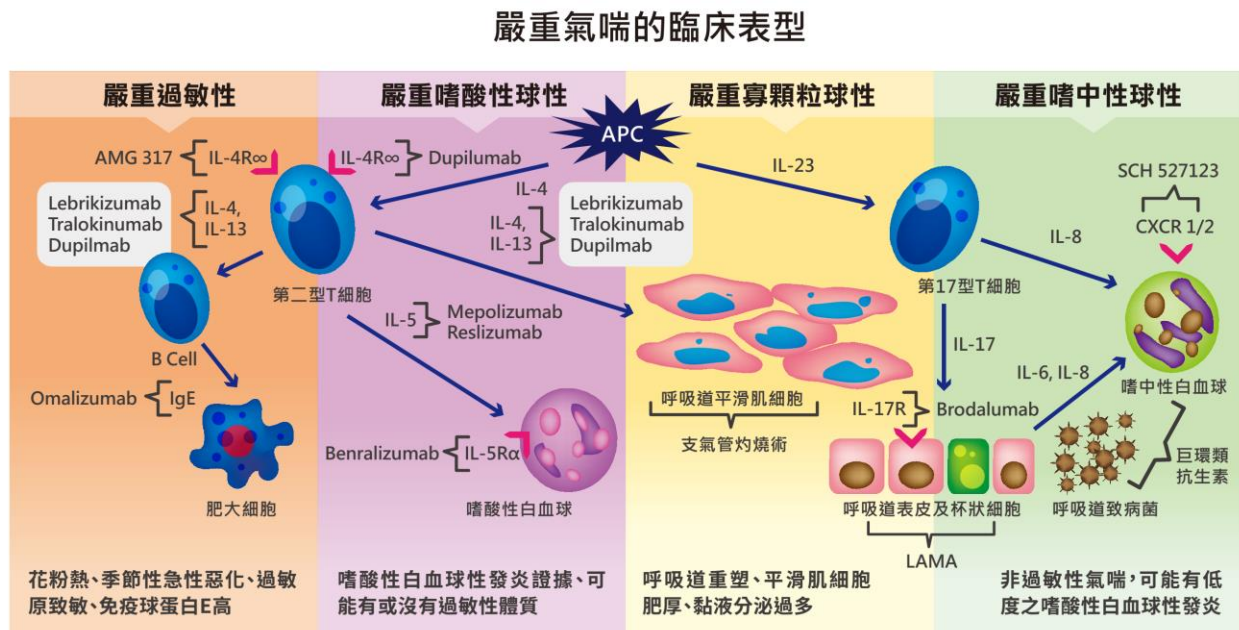 嚴重氣喘的臨床表型
嚴重過敏性
嚴重嗜酸性球性
嚴重寡顆粒球性
嚴重嗜中性球性
APC
AMG 317
IL-4R∞
IL-4R∞
Dupilumab
IL-23
SCH 527123
CXCR 1/2
Lebrikizumab
Tralokinumab
Dupilmab
IL-4,
IL-13
IL-4
IL-4,
IL-13
Lebrikizumab
Tralokinumab
Dupilmab
IL-8
第二型T細胞
第17型T細胞
B Cell
IL-5
Mepolizumab
Reslizumab
IL-17
IL-6, IL-8
嗜中性白血球
Omalizumab
IgE
呼吸道平滑肌細胞
支氣管灼燒術
IL-17R
Brodalumab
Benralizumab
IL-5Rα
巨環類
抗生素
肥大細胞
嗜酸性白血球
呼吸道表皮及杯狀細胞
呼吸道致病菌
LAMA
花粉熱、季節性急性惡化、過敏
原致敏、免疫球蛋白E高
嗜酸性白血球性發炎證據、可
能有或沒有過敏性體質
呼吸道重塑、平滑肌細胞
肥厚、黏液分泌過多
非過敏性氣喘，可能有低
度之嗜酸性白血球性發炎